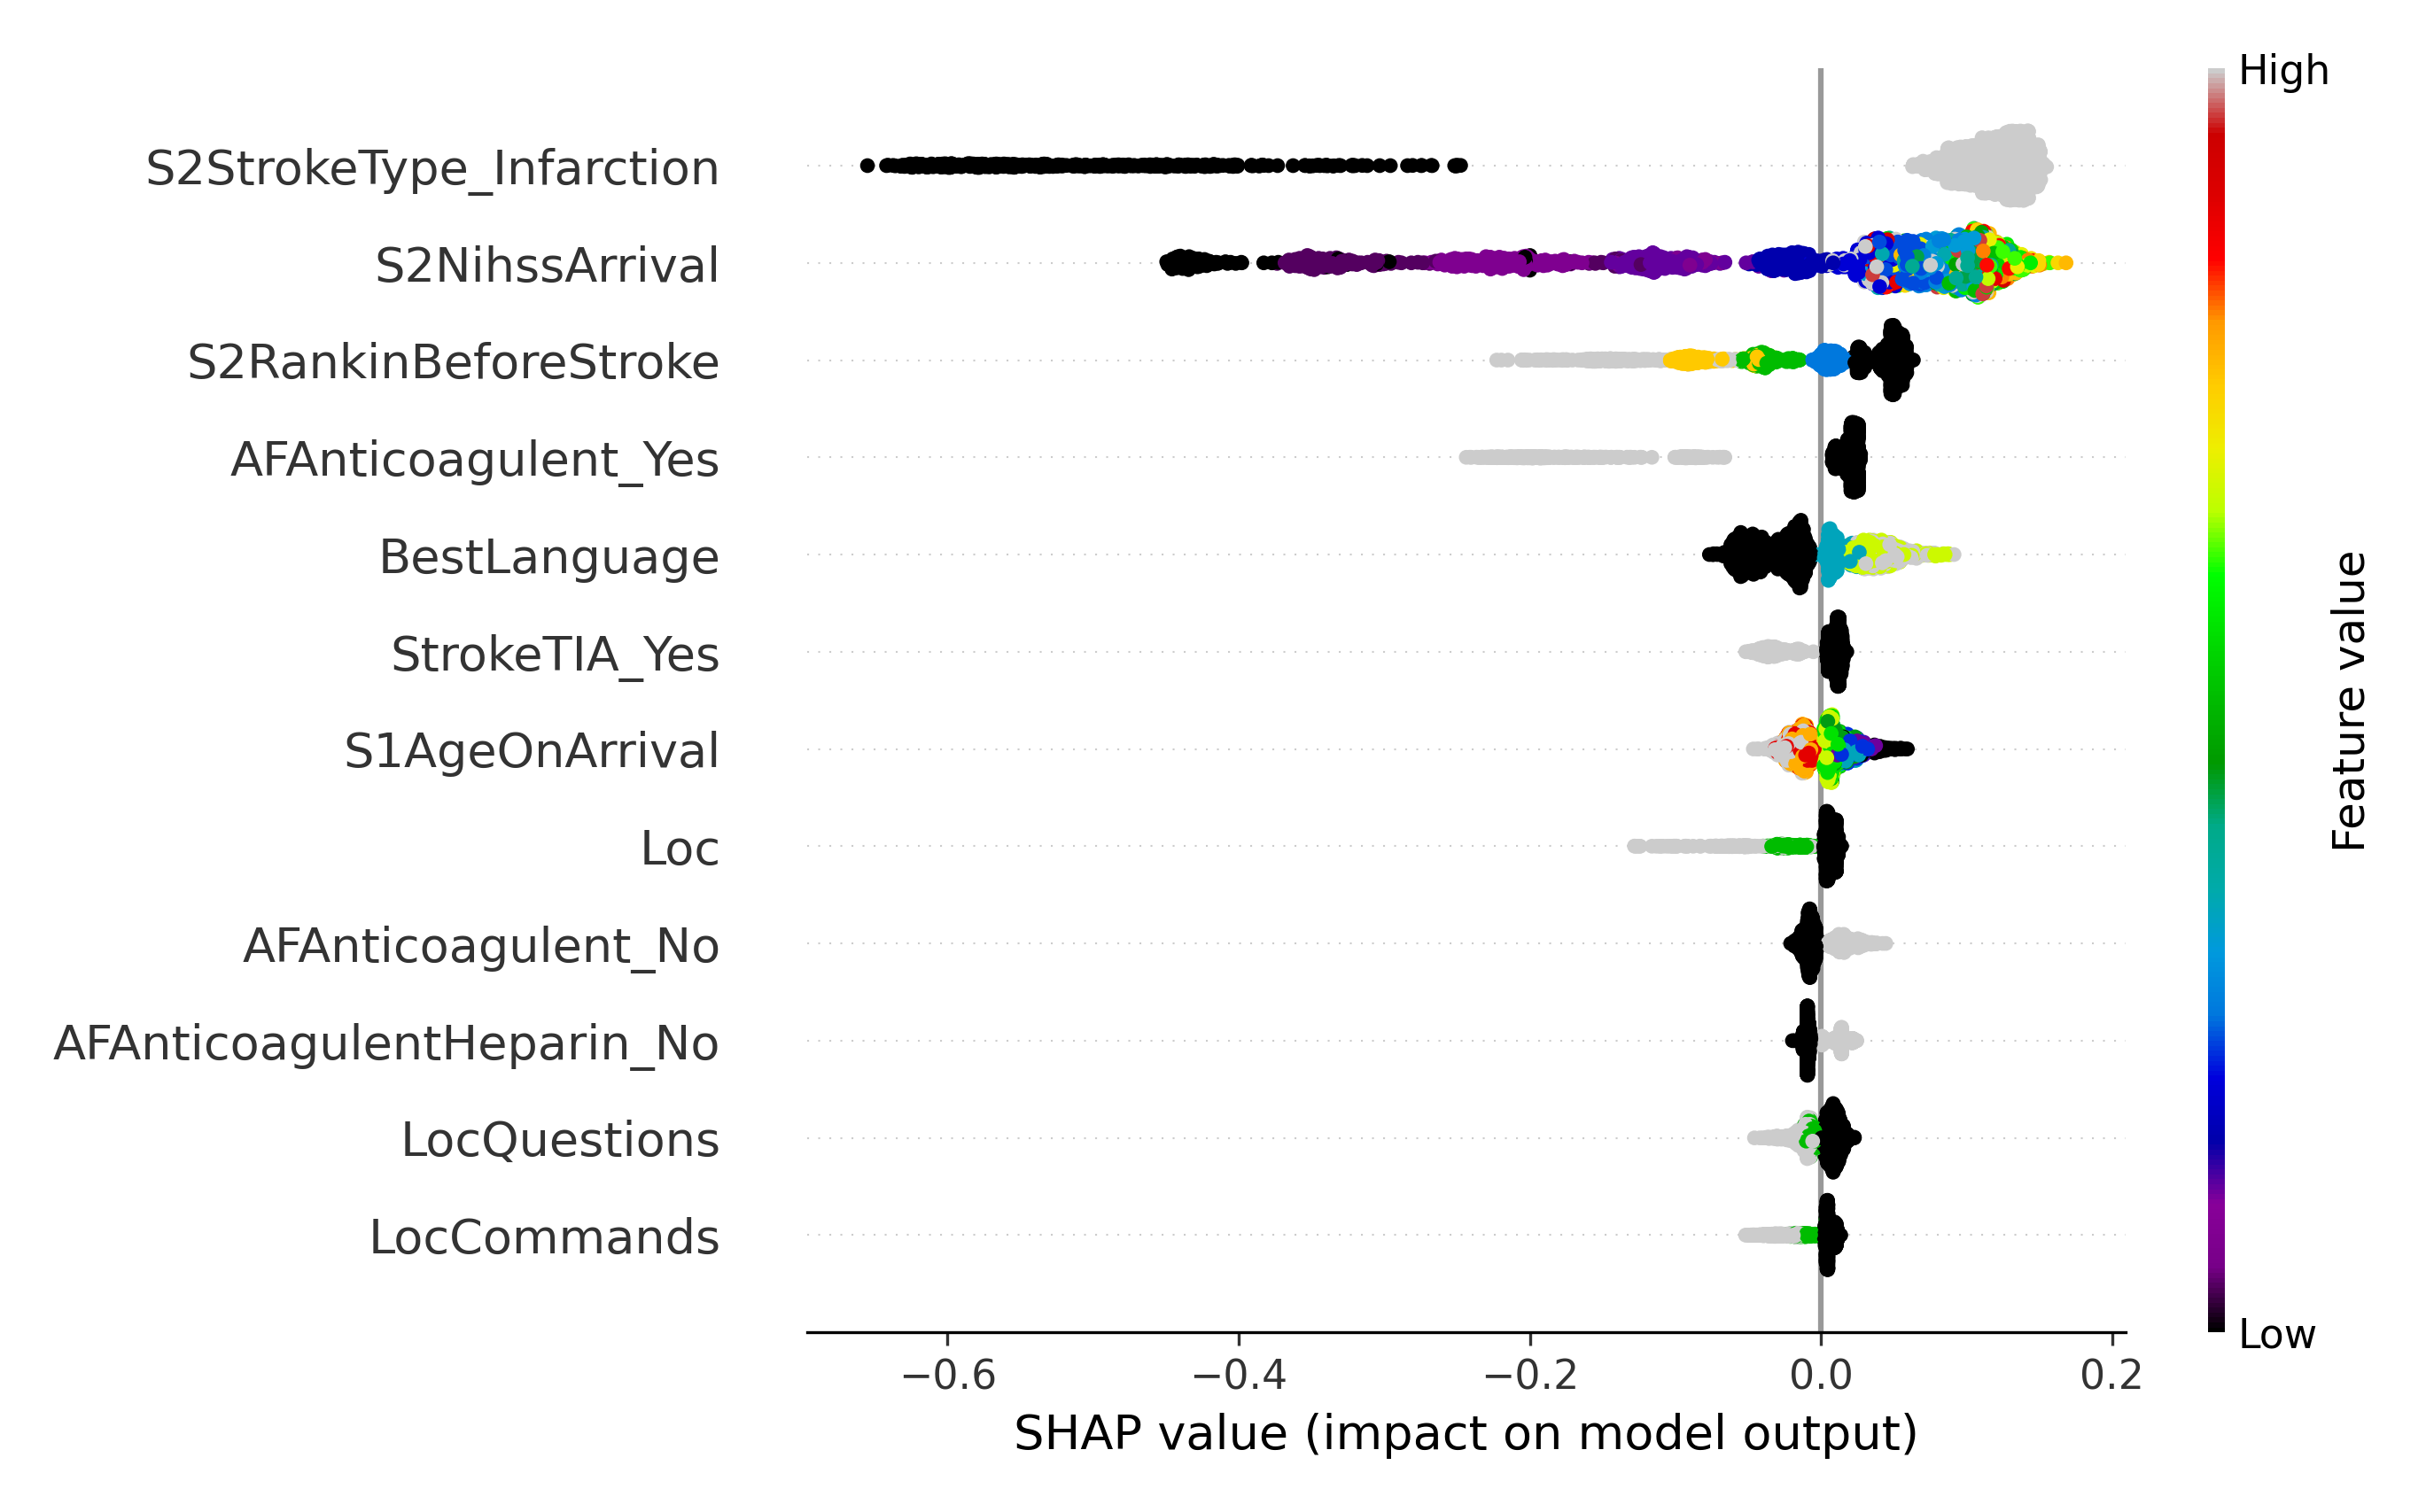 High
S2StrokeType_Infarction
S2NihssArrival
S2RankinBeforeStroke
AFAnticoagulent_Yes
BestLanguage
StrokeTIA_Yes
S1AgeOnArrival
Loc
AFAnticoagulent_No
AFAnticoagulentHeparin_No
LocQuestions
LocCommands
Feature value
Low
−0.6 −0.4 −0.2 0.0 0.2
SHAP value (impact on model output)